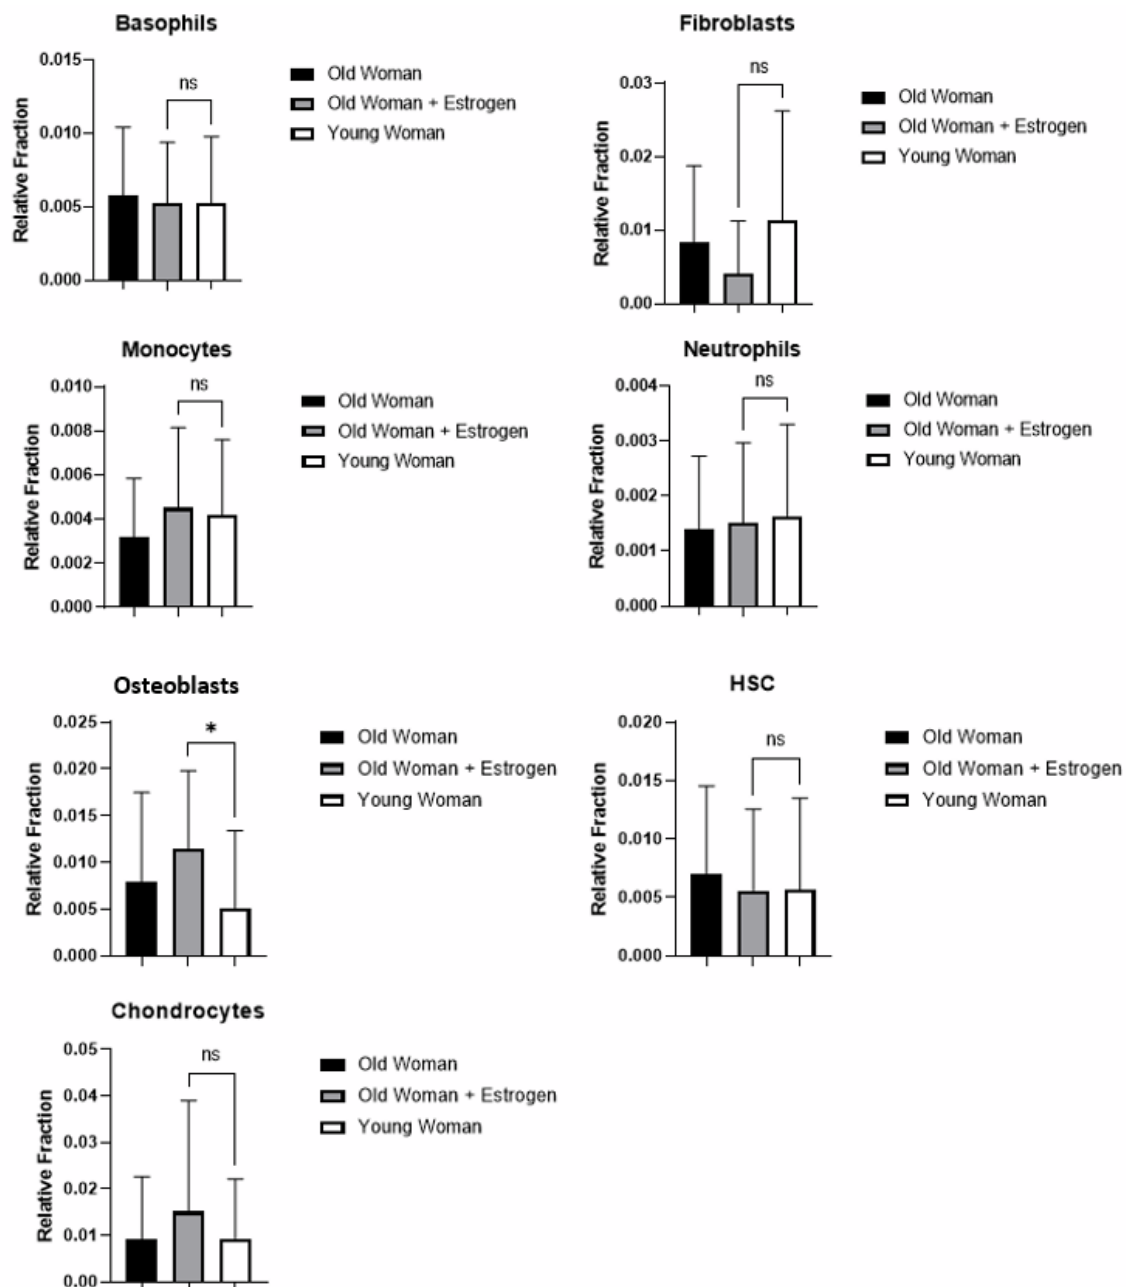 Basophils
0.015
0.010
0.005
0.000
Relative Fraction
ns
Old Woman
Old Woman + Estrogen
Young Woman
Fibroblasts
0.03
0.02
0.01
0.00
Relative Fraction
ns
Old Woman
Old Woman + Estrogen
Young Woman
Monocytes
0.010
0.008
0.006
0.004
0.002
0.000
Relative Fraction
ns
Old Woman
Old Woman + Estrogen
Young Woman
Neutrophils
0.004
0.003
0.002
0.001
0.000
Relative Fraction
ns
Old Woman
Old Woman + Estrogen
Young Woman
Osteoblasts
0.025
0.020
0.015
0.010
0.005
0.000
Relative Fraction
*
Old Woman
Old Woman + Estrogen
Young Woman
HSC
0.020
0.015
0.010
0.005
0.000
Relative Fraction
ns
Old Woman
Old Woman + Estrogen
Young Woman
Chondrocytes
0.05
0.04
0.03
0.02
0.01
0.00
Relative Fraction
ns
Old Woman
Old Woman + Estrogen
Young Woman